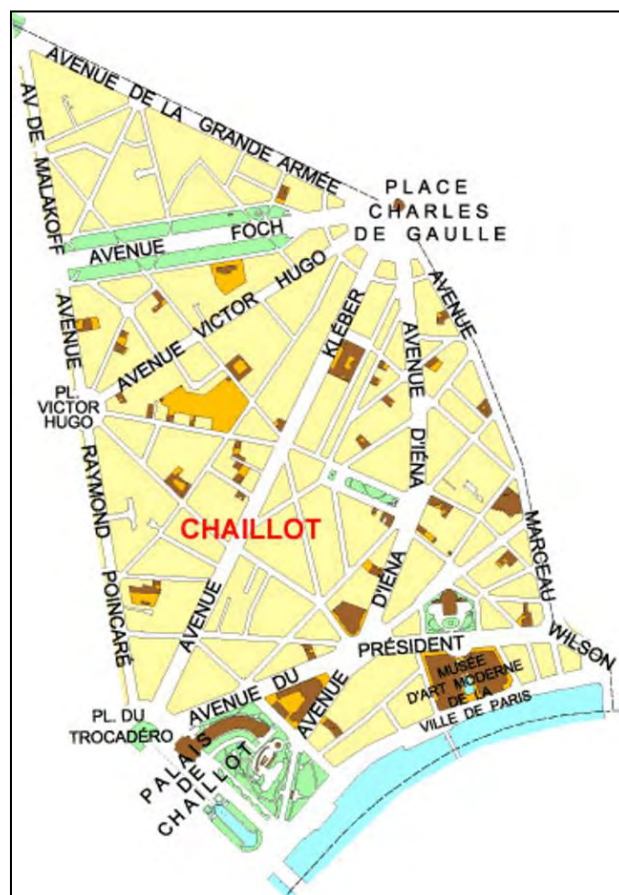 AVENUE DE LA GRANDE ARMÉE
AV DE MALAKOFF
PLACE
CHARLES
DE GAULLE
AVENUE FOCH
AVENUE VICTOR HUGO
AVENUE MARCEAU
AVENUE KLÉBER
AVENUE D'IÉNA
PL.
VICTOR
HUGO
AVENUE RAYMOND POINCARÉ
CHAILLOT
AVENUE D'IENA
AVENUE DU PRÉSIDENT WILSON
MUSÉE
D'ART MODERNE
DE LA
VILLE DE PARIS
PL. DU
TROCADÉRO
PALAIS
DE
CHAILLOT